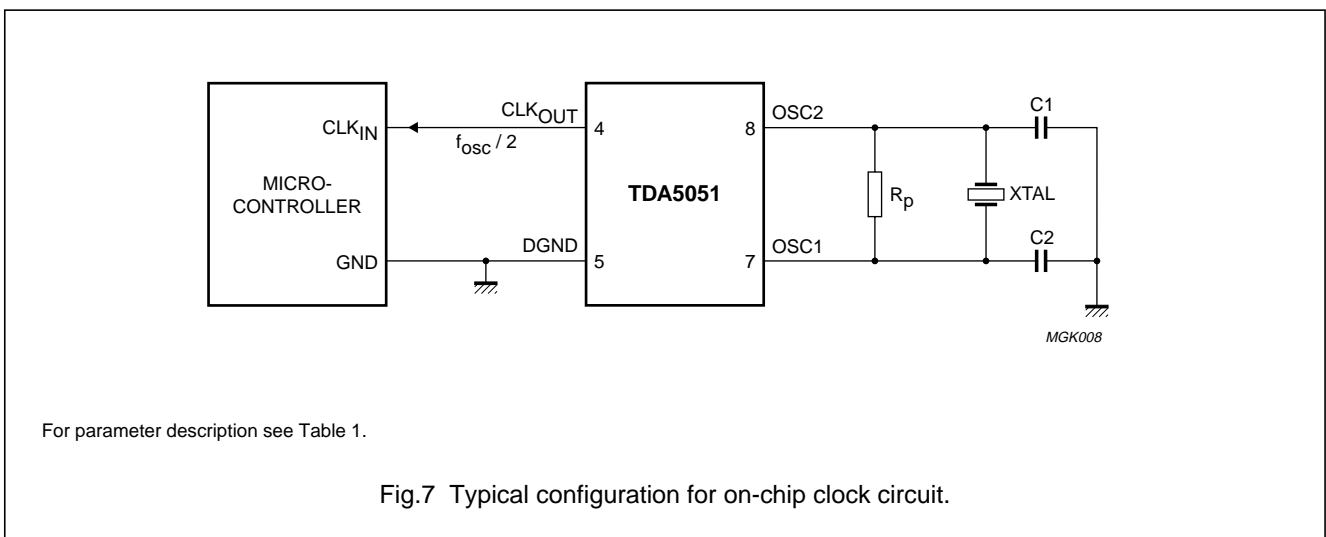 MICRO-
CONTROLLER
CLKIN
GND
CLKOUT
fosc / 2
DGND
4
5
TDA5051
8
7
OSC2
OSC1
Rp
XTAL
C1
C2
MGK008
For parameter description see Table 1.
Fig.7 Typical configuration for on-chip clock circuit.